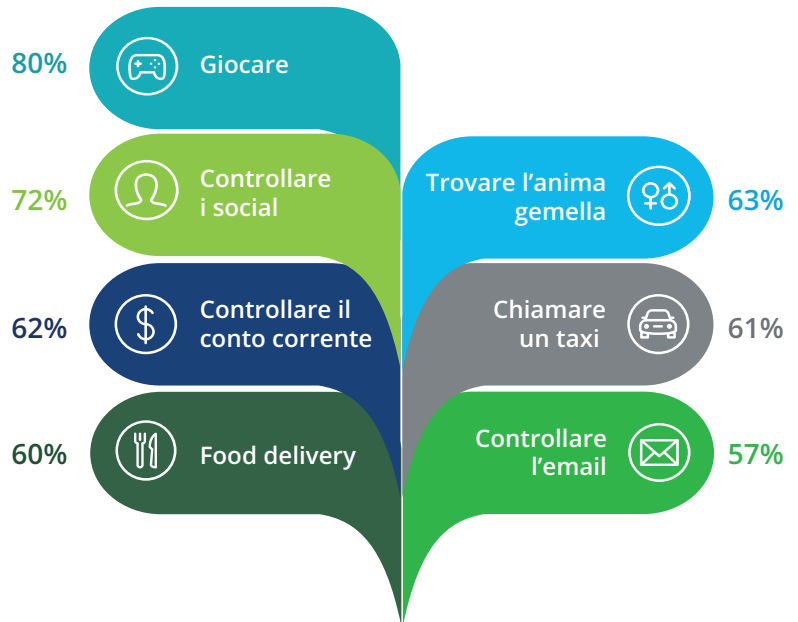 80%
Giocare
72%
Controllare
i social
Trovare l'anima
gemella
63%
62%
Controllare il
conto corrente
Chiamare
un taxi
61%
60%
Food delivery
Controllare
l'email
57%